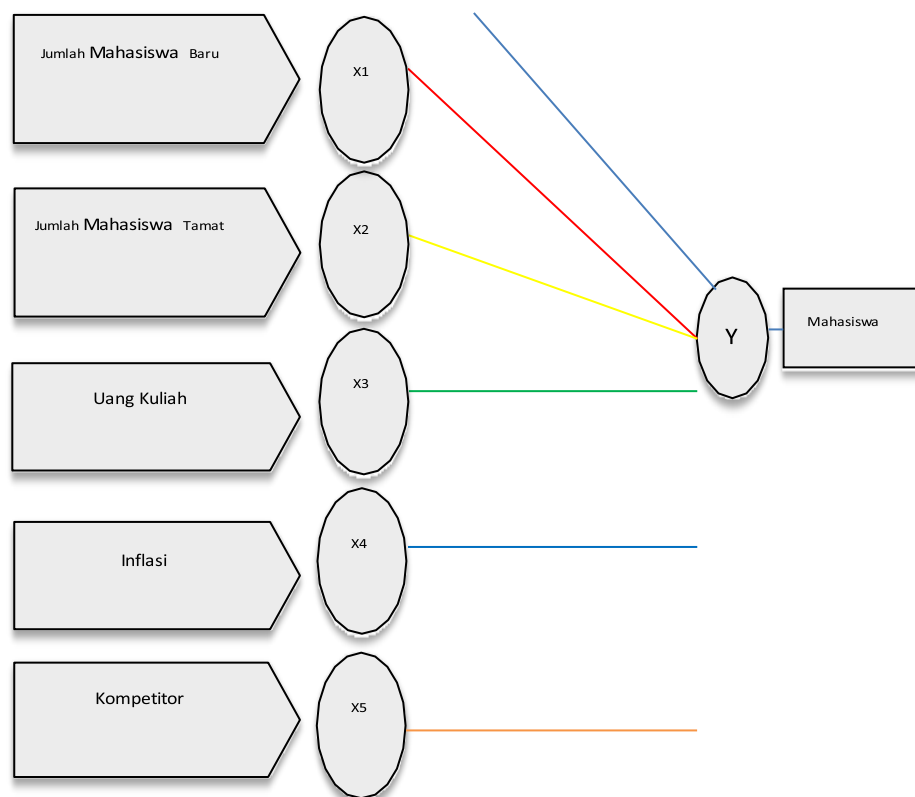 Jumlah Mahasiswa Baru
X1
Jumlah Mahasiswa Tamat
X2
Y
Mahasiswa
Uang Kuliah
X3
Inflasi
X4
Kompetitor
X5